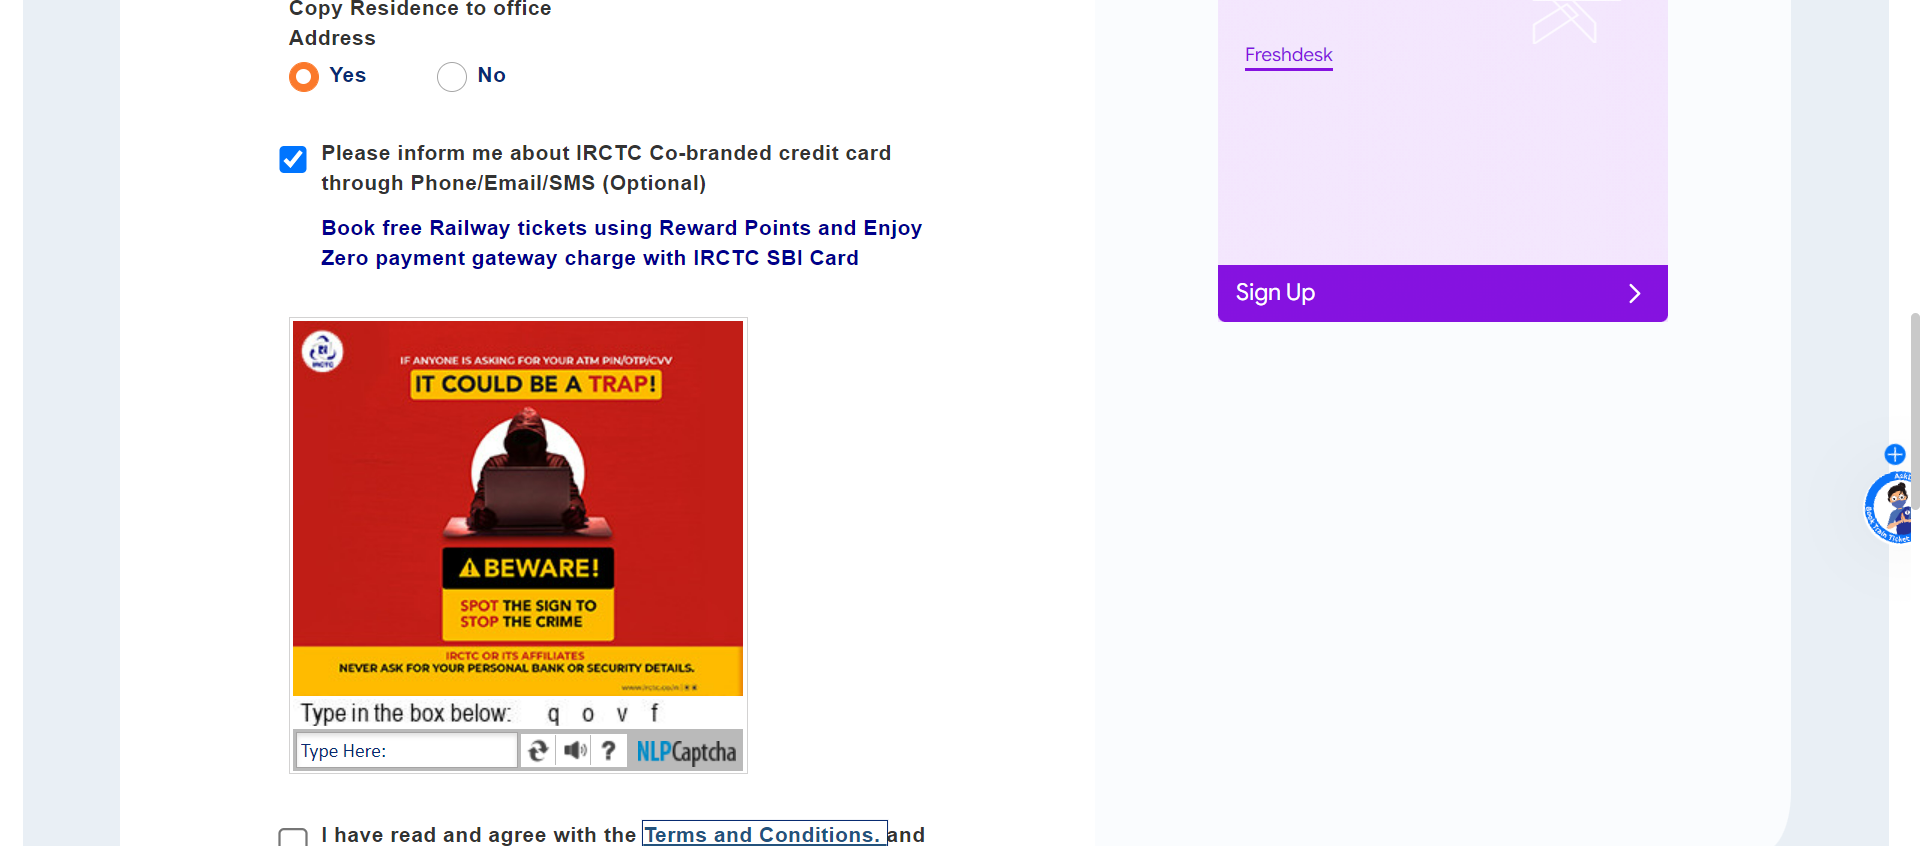 Copy Residence to office
Address
Yes No
Please inform me about IRCTC Co-branded credit card
through Phone/Email/SMS (Optional)
Book free Railway tickets using Reward Points and Enjoy
Zero payment gateway charge with IRCTC SBI Card
IRCTC
IF ANYONE IS ASKING FOR YOUR ATM PIN/OTP/CVV
IT COULD BE A TRAP!
BEWARE!
SPOT THE SIGN TO
STOP THE CRIME
IRCTC OR ITS AFFILIATES
NEVER ASK FOR YOUR PERSONAL BANK OR SECURITY DETAILS.
www.irctc.co.in
Type in the box below: q o v f
Type Here: ? NLPCaptcha
I have read and agree with the Terms and Conditions. and
Freshdesk
Sign Up
Book Train Ticket